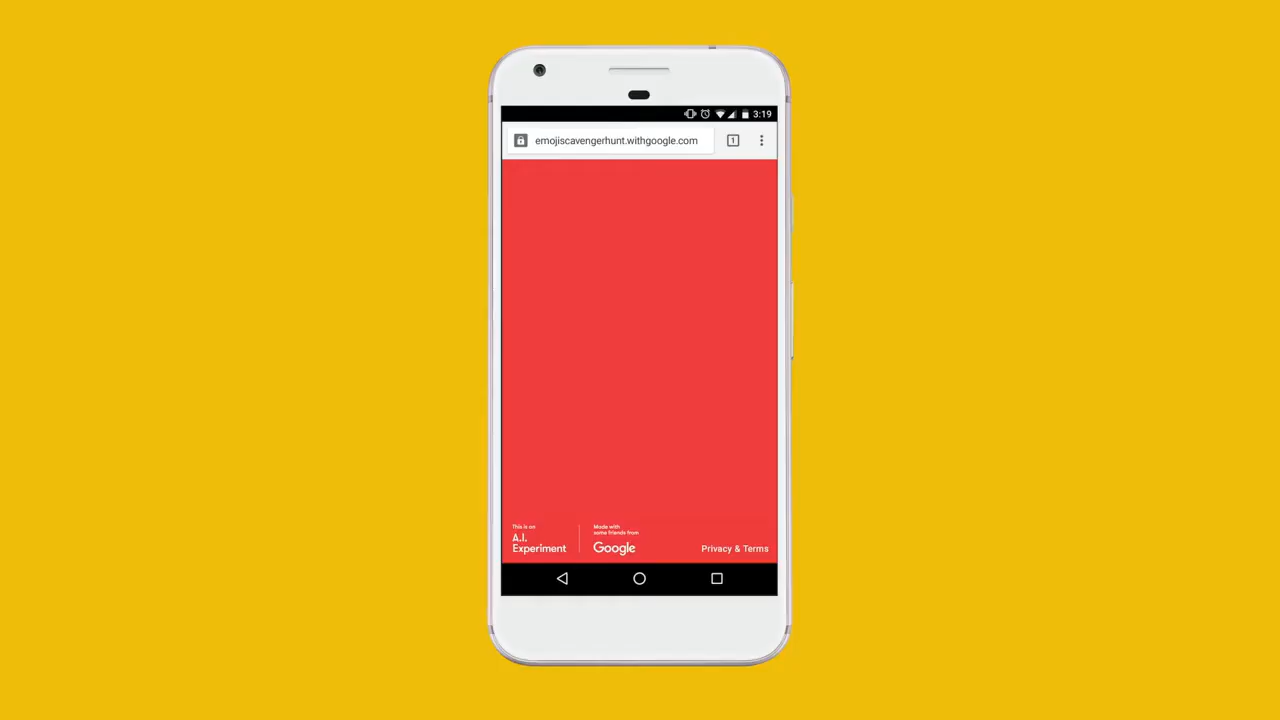 3:19
emojiscavengerhunt.withgoogle.com
1
This is an
A.I.
Experiment
Made with
some friends from
Google
Privacy & Terms